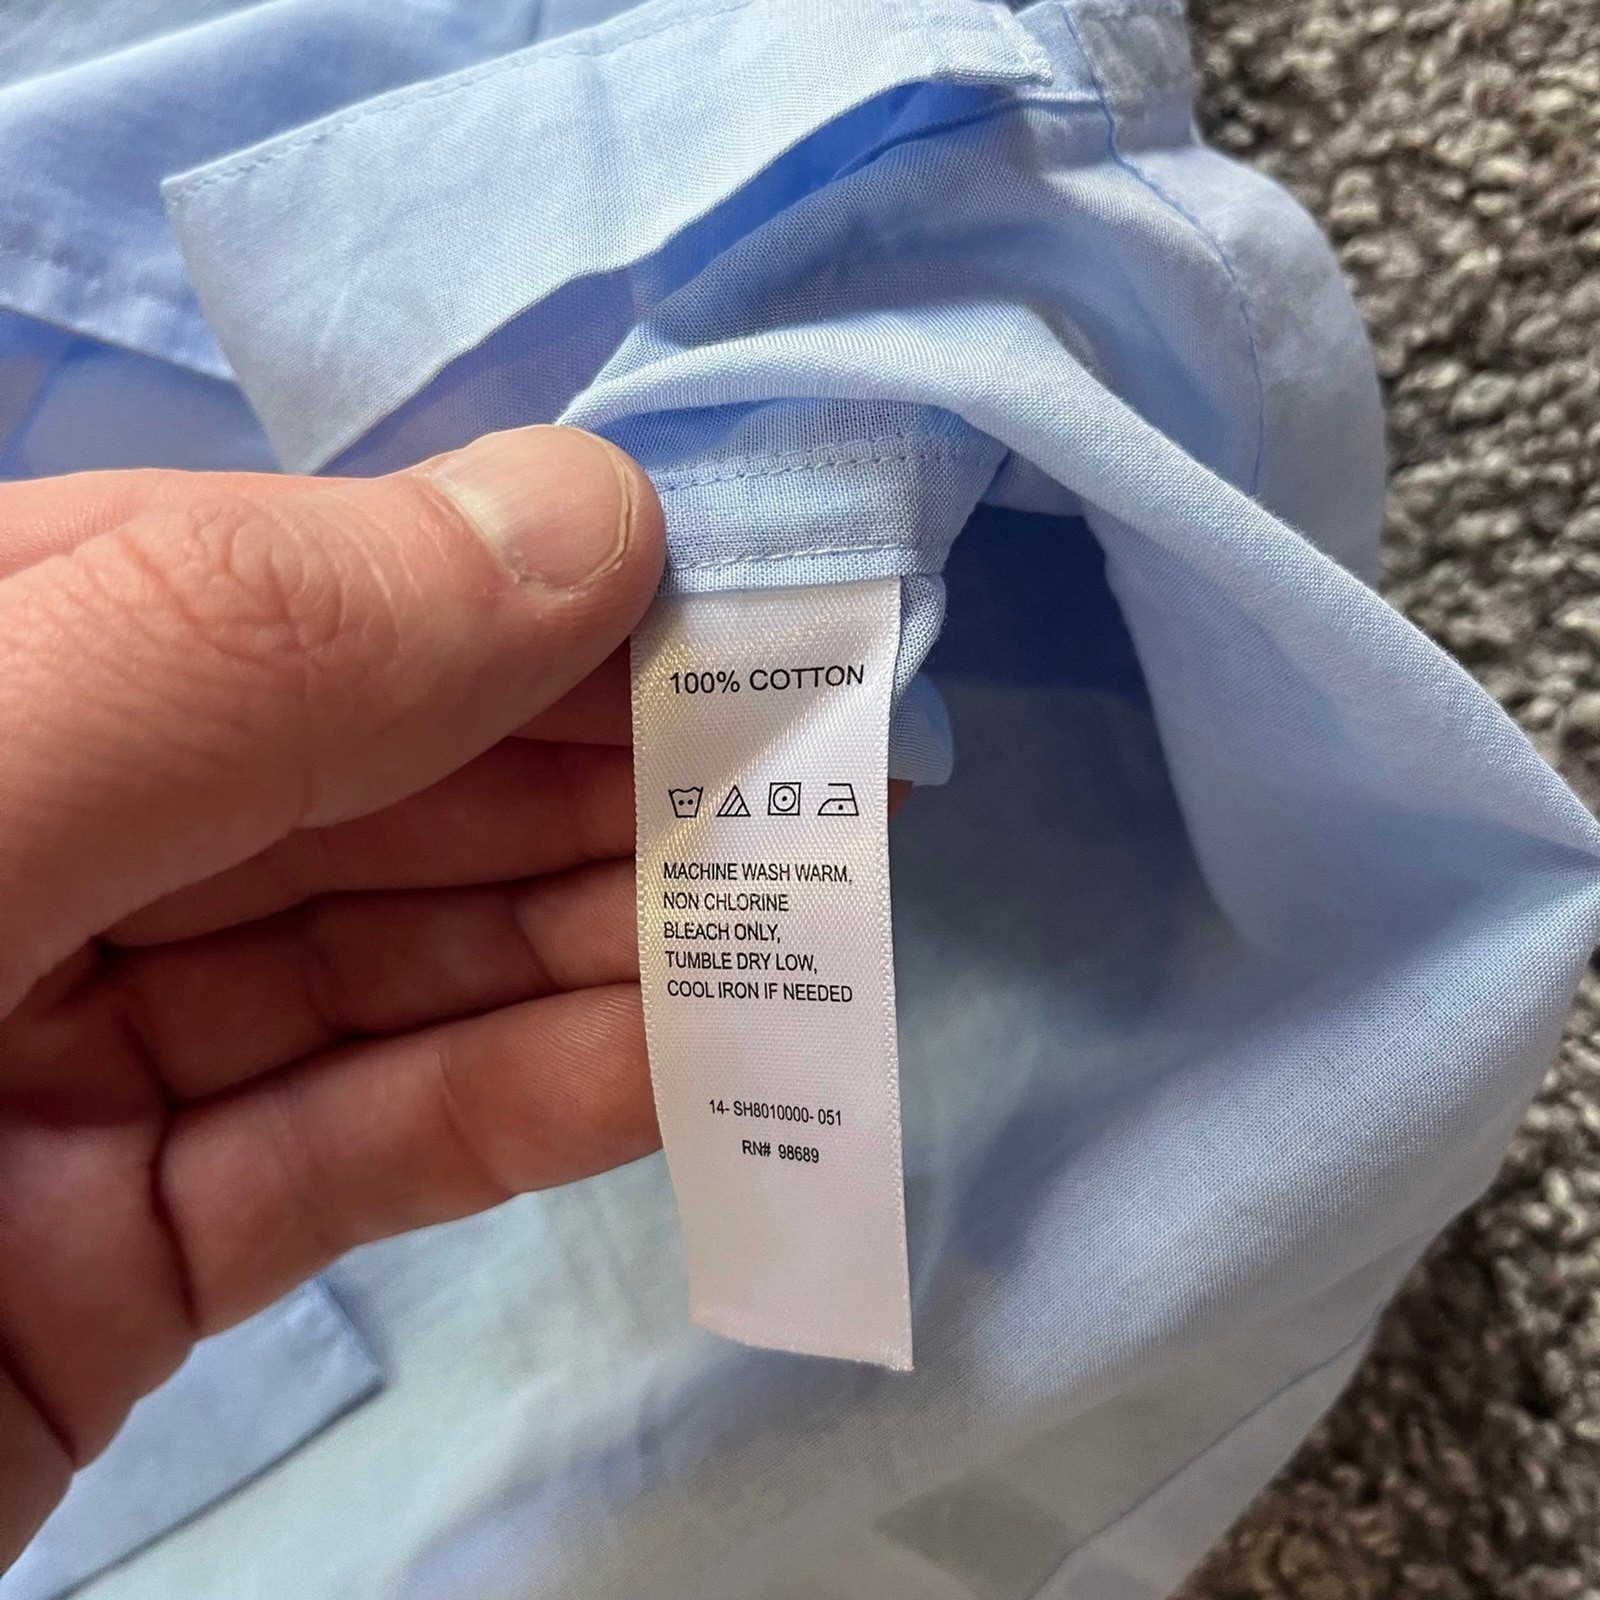 100% COTTON
MACHINE WASH WARM,
NON CHLORINE
BLEACH ONLY,
TUMBLE DRY LOW,
COOL IRON IF NEEDED
14- SH8010000- 051
RN# 98689